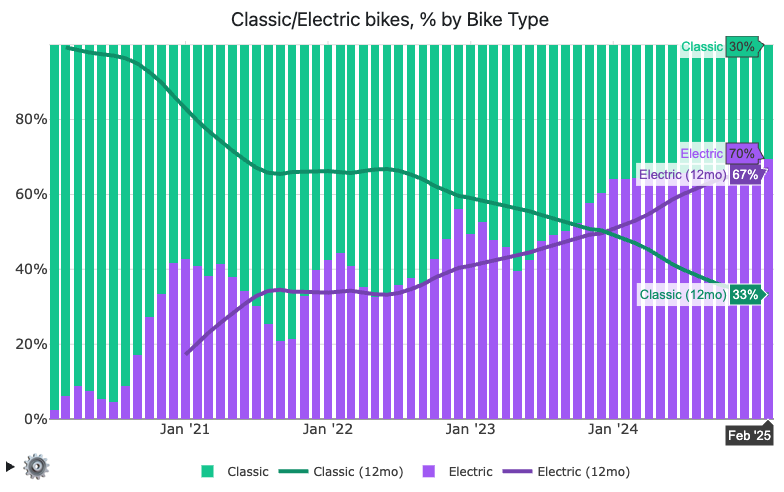 Classic/Electric bikes, % by Bike Type
Classic 30%
80%
Electric 70%
Electric (12mo) 67%
60%
40%
Classic (12mo) 33%
20%
0%
Jan '21 Jan '22 Jan '23 Jan '24 Feb '25
Classic Classic (12mo) Electric Electric (12mo)